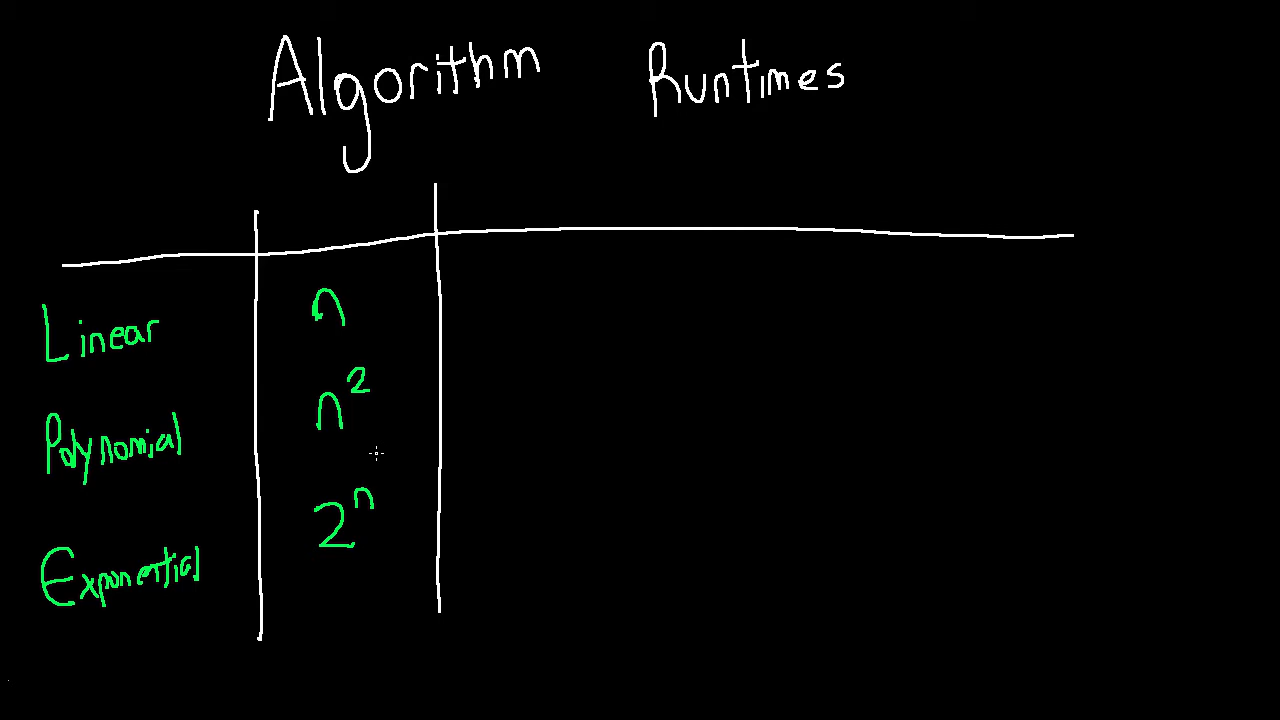 Algorithm Runtimes
Linear n
Polynomial n²
Exponential 2ⁿ